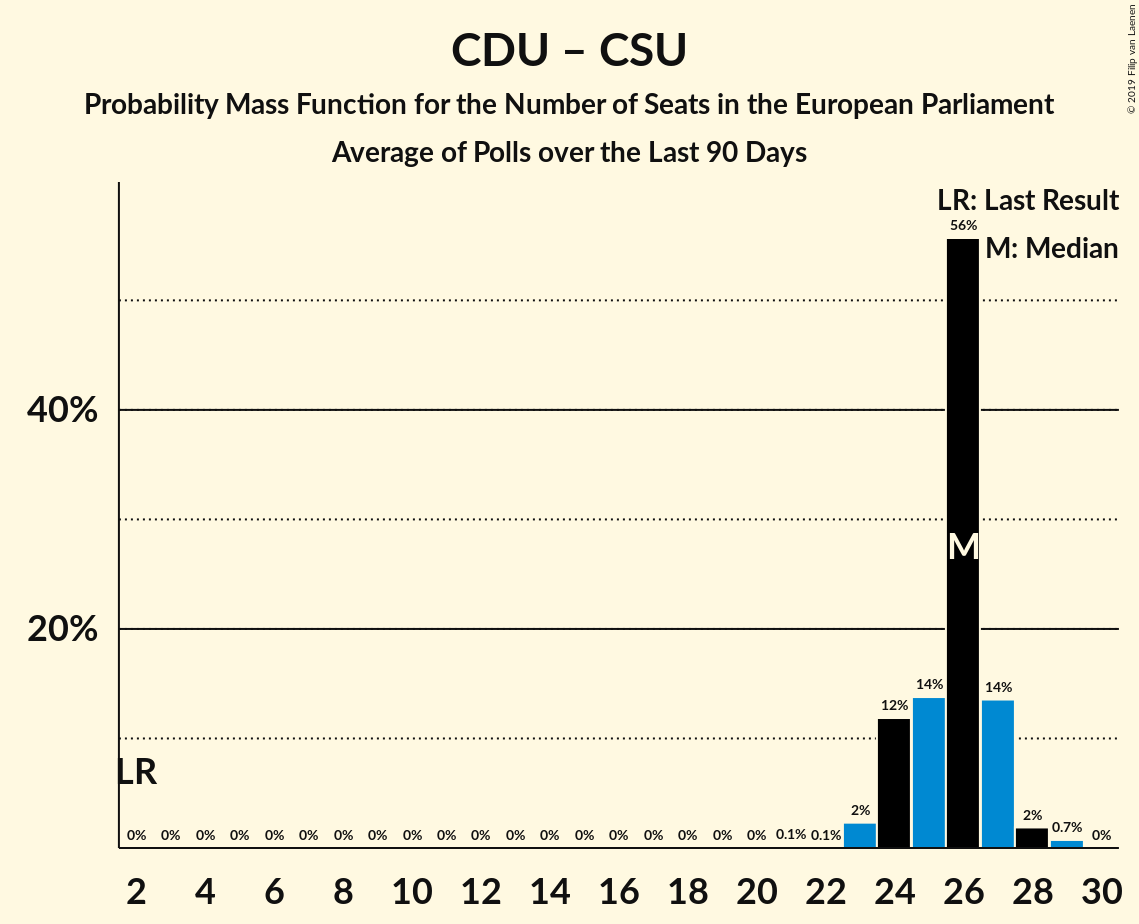 CDU – CSU
Probability Mass Function for the Number of Seats in the European Parliament
Average of Polls over the Last 90 Days
© 2019 Filip van Laenen
LR: Last Result
M: Median
56%
40%
M
20%
14%
14%
12%
LR
2%
2%
0.7%
0% 0% 0% 0% 0% 0% 0% 0% 0% 0% 0% 0% 0% 0% 0% 0% 0% 0% 0% 0.1% 0.1% 0%
2 4 6 8 10 12 14 16 18 20 22 24 26 28 30